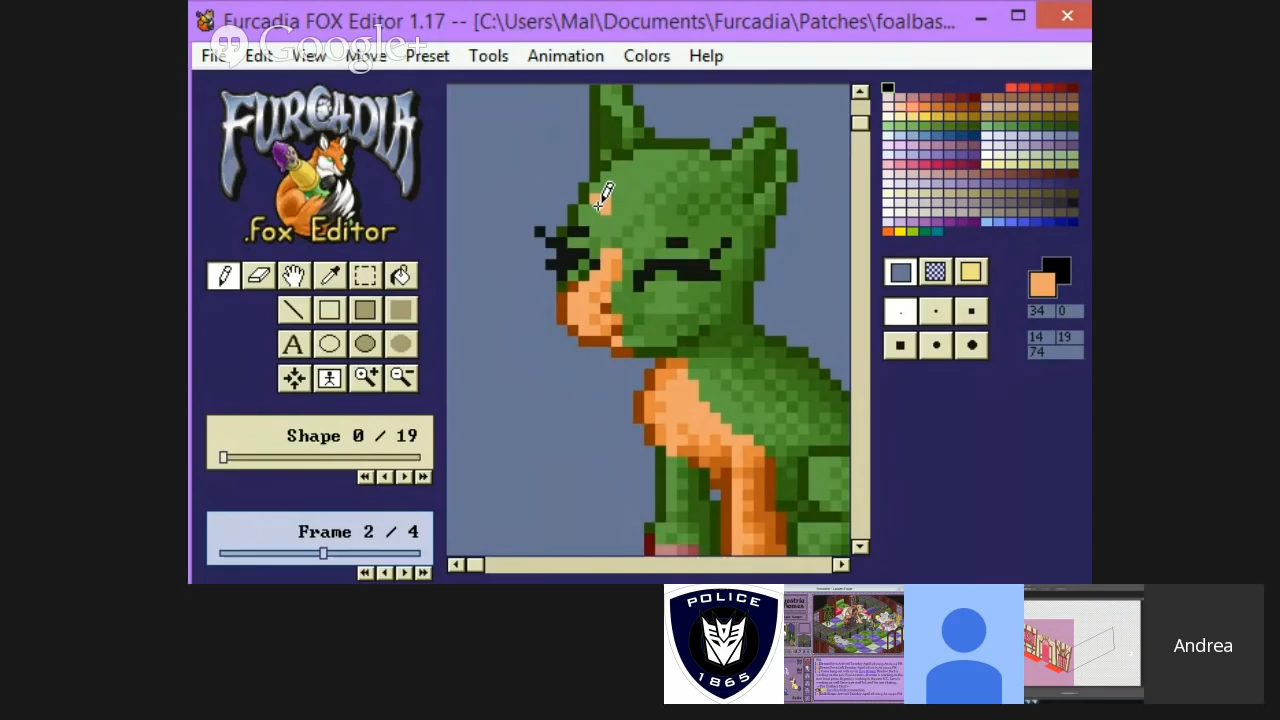 Furcadia FOX Editor 1.17 -- [C:\Users\Mal\Documents\Furcadia\Patches\foalbas...
Google+
File Edit View Move Preset Tools Animation Colors Help
FURCADIA
.fox Editor
A
Shape 0 / 19
Frame 2 / 4
34 0
14 19
74
POLICE
1865
Andrea